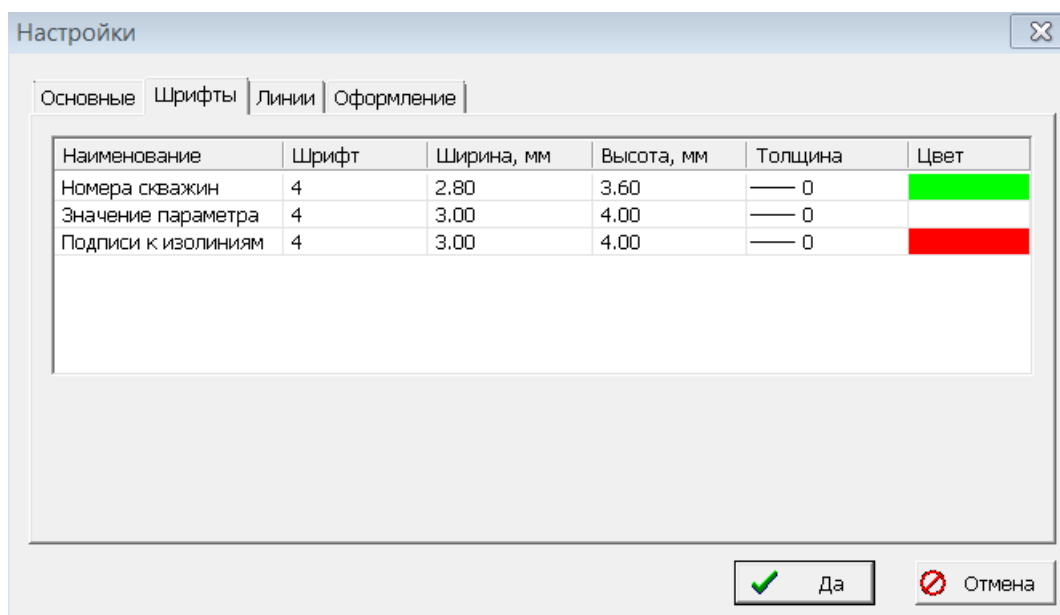 Настройки
Основные Шрифты Линии Оформление
Наименование Шрифт Ширина, мм Высота, мм Толщина Цвет
Номера скважин 4 2.80 3.60 0
Значение параметра 4 3.00 4.00 0
Подписи к изолиниям 4 3.00 4.00 0
Да Отмена